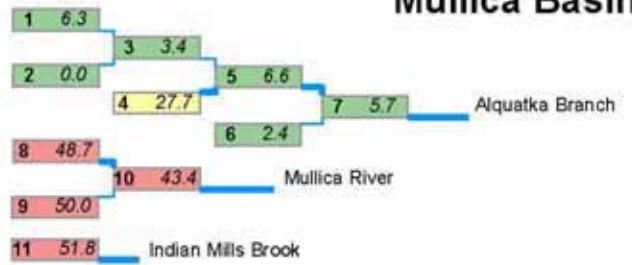 Mullica Basin
1 6.3
3 3.4
2 0.0
5 6.6
4 27.7
7 5.7 Alquatka Branch
6 2.4
8 48.7
10 43.4 Mullica River
9 50.0
11 51.8 Indian Mills Brook